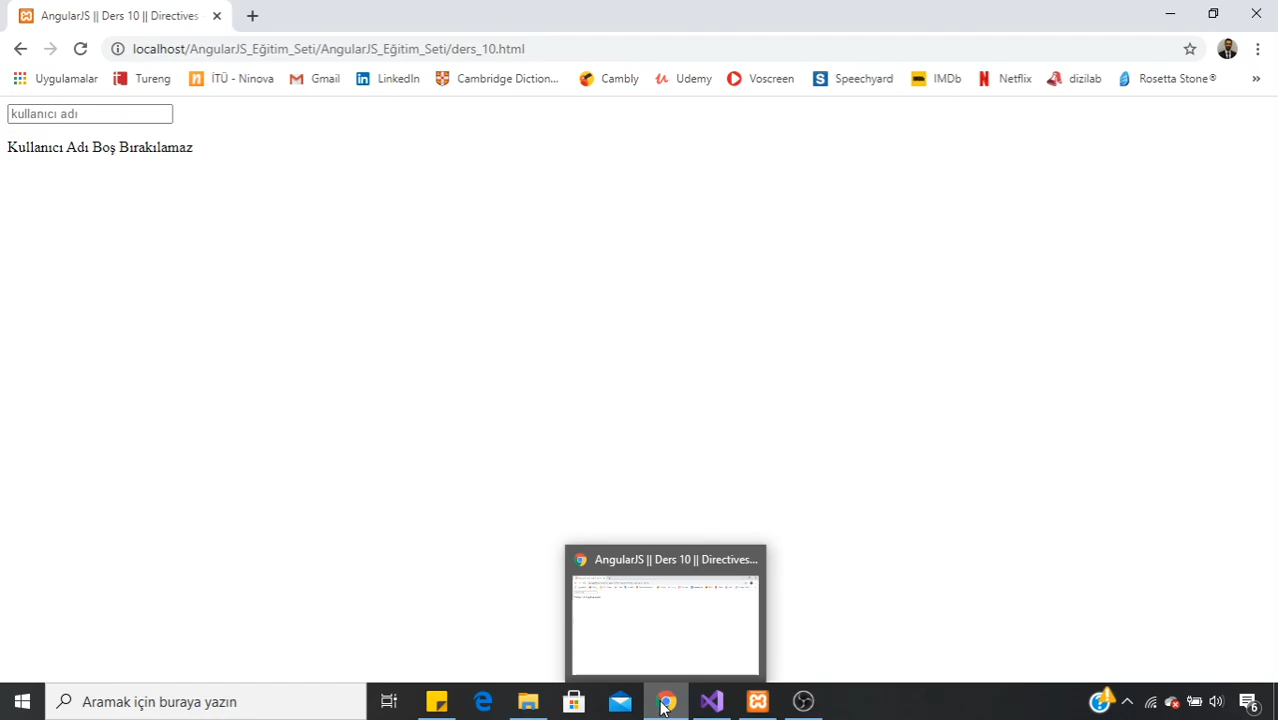 AngularJS || Ders 10 || Directives
localhost/AngularJS_Eğitim_Seti/AngularJS_Eğitim_Seti/ders_10.html
Uygulamalar Tureng İTÜ - Ninova Gmail LinkedIn Cambridge Diction... Cambly Udemy Voscreen Speechyard IMDb Netflix dizilab Rosetta Stone® »
kullanıcı adı
Kullanıcı Adı Boş Bırakılamaz
AngularJS || Ders 10 || Directives...
Aramak için buraya yazın
6